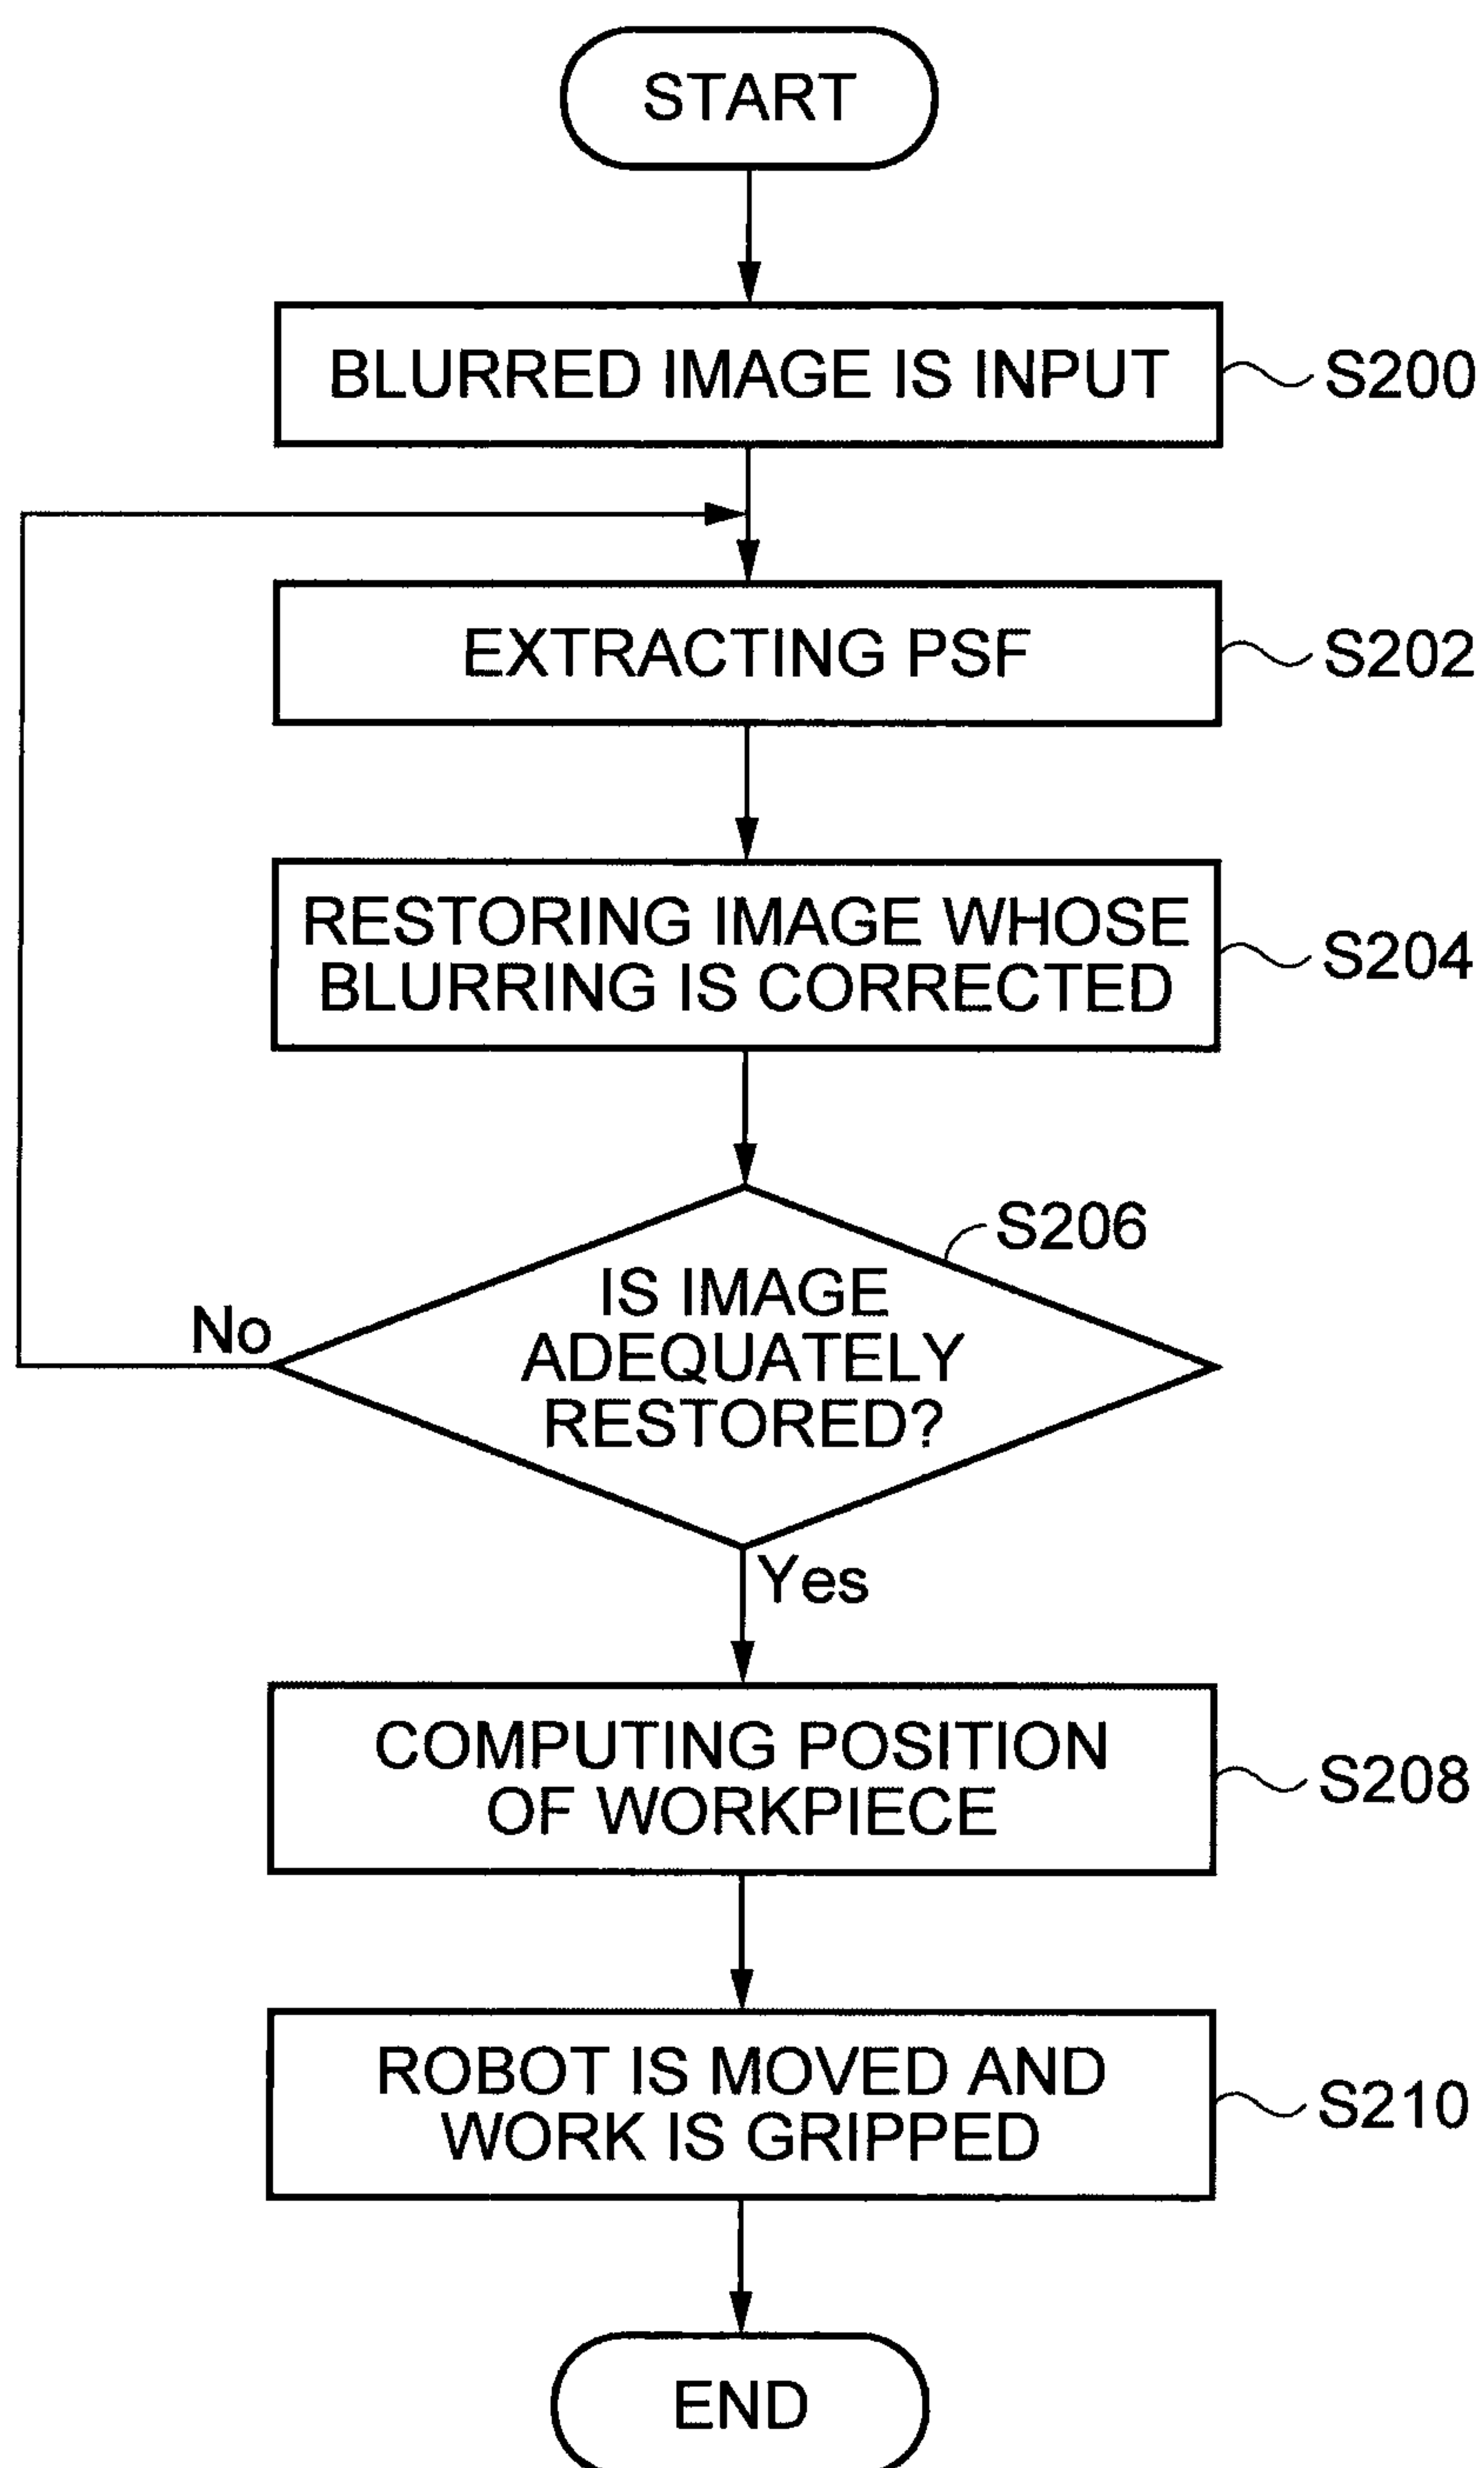 START
BLURRED IMAGE IS INPUT
S200
EXTRACTING PSF
S202
RESTORING IMAGE WHOSE
BLURRING IS CORRECTED
S204
S206
IS IMAGE
ADEQUATELY
RESTORED?
No
Yes
COMPUTING POSITION
OF WORKPIECE
S208
ROBOT IS MOVED AND
WORK IS GRIPPED
S210
END